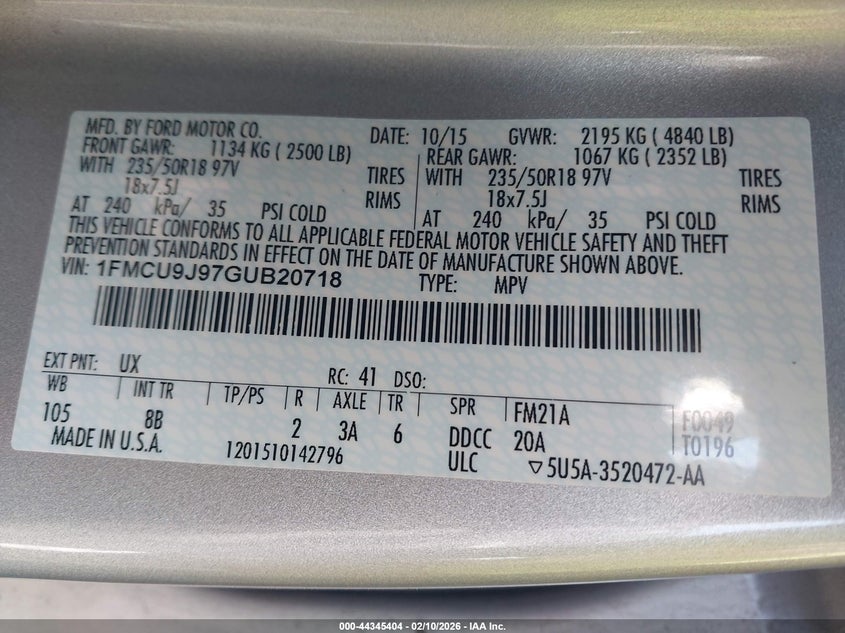 MFD. BY FORD MOTOR CO. DATE: 10/15 GVWR: 2195 KG ( 4840 LB)
FRONT GAWR: 1134 KG ( 2500 LB) REAR GAWR: 1067 KG ( 2352 LB)
WITH 235/50R18 97V TIRES WITH 235/50R18 97V TIRES
18x7.5J RIMS 18x7.5J RIMS
AT 240 kPa/ 35 PSI COLD AT 240 kPa/ 35 PSI COLD
THIS VEHICLE CONFORMS TO ALL APPLICABLE FEDERAL MOTOR VEHICLE SAFETY AND THEFT
PREVENTION STANDARDS IN EFFECT ON THE DATE OF MANUFACTURE SHOWN ABOVE.
VIN: 1FMCU9J97GUB20718 TYPE: MPV
EXT PNT: UX RC: 41 DSO:
WB INT TR TP/PS R AXLE TR SPR FM21A F0049
105 8B 2 3A 6 DDCC 20A T0196
MADE IN U.S.A. 1201510142796 ULC ▽5U5A-3520472-AA
000-44345404 - 02/10/2026 - IAA Inc.